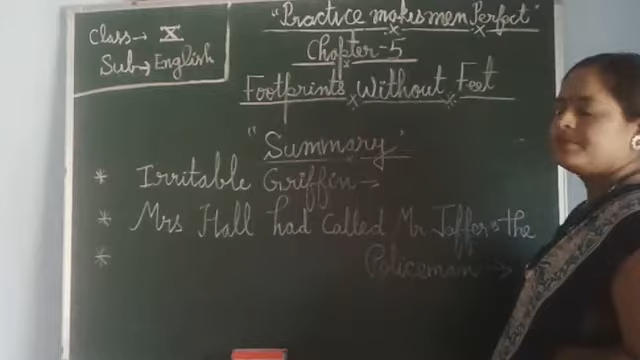 Class → X
Sub → English
"Practice makes men Perfect"
Chapter-5
Footprints Without Feet
"Summary"
* Irritable Griffin →
* Mrs Hall had called Mr Jaffers the
* Policeman →